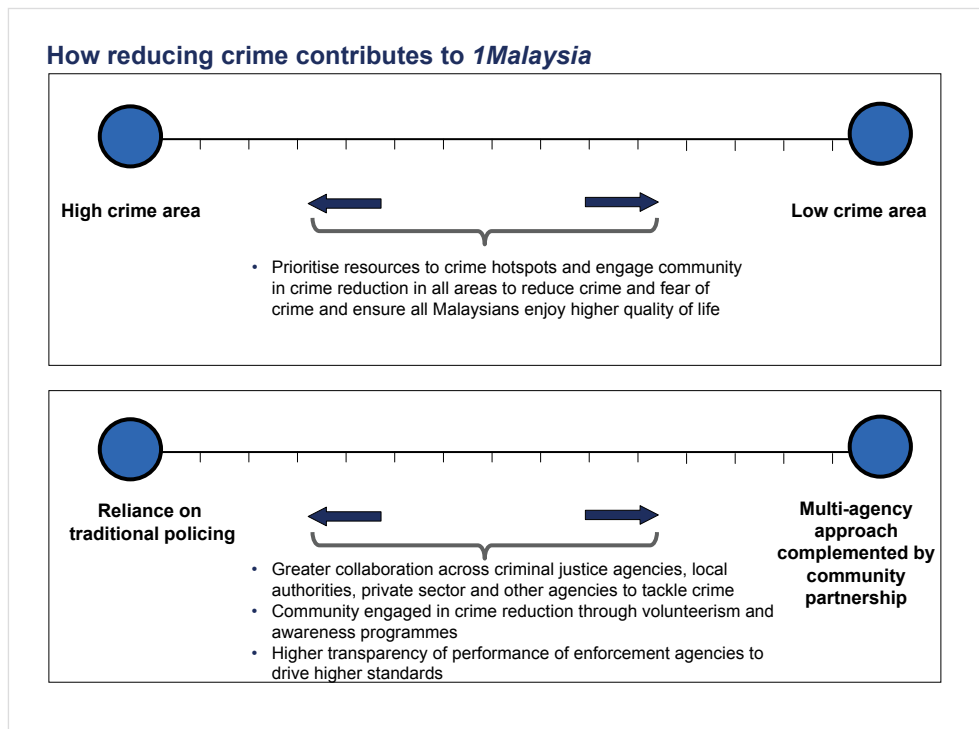 How reducing crime contributes to 1Malaysia
High crime area
Low crime area
• Prioritise resources to crime hotspots and engage community
in crime reduction in all areas to reduce crime and fear of
crime and ensure all Malaysians enjoy higher quality of life
Reliance on
traditional policing
Multi-agency
approach
complemented by
community
partnership
• Greater collaboration across criminal justice agencies, local
authorities, private sector and other agencies to tackle crime
• Community engaged in crime reduction through volunteerism and
awareness programmes
• Higher transparency of performance of enforcement agencies to
drive higher standards